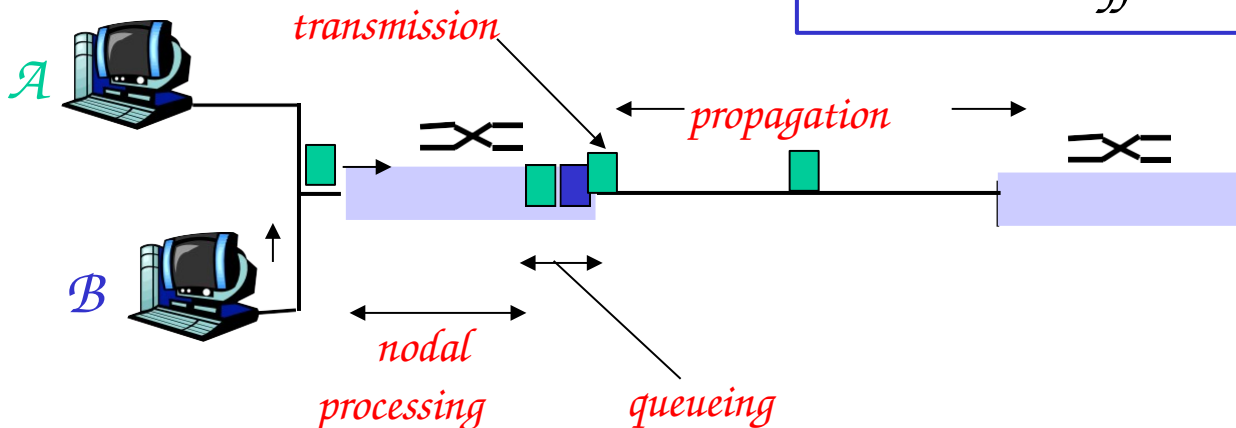 transmission
A
propagation
B
nodal
processing
queueing